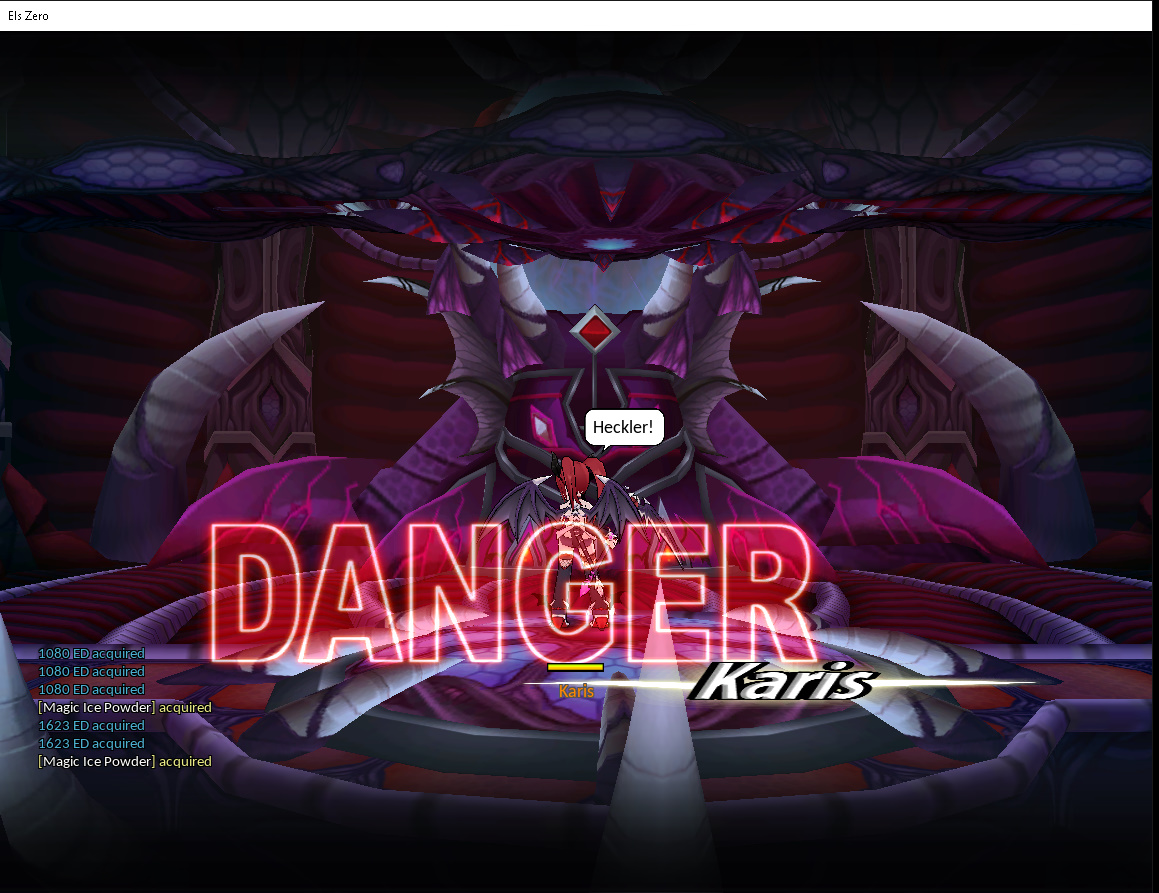 Els Zero
Heckler!
DANGER
Karis
Karis
1080 ED acquired
1080 ED acquired
1080 ED acquired
[Magic Ice Powder] acquired
1623 ED acquired
1623 ED acquired
[Magic Ice Powder] acquired